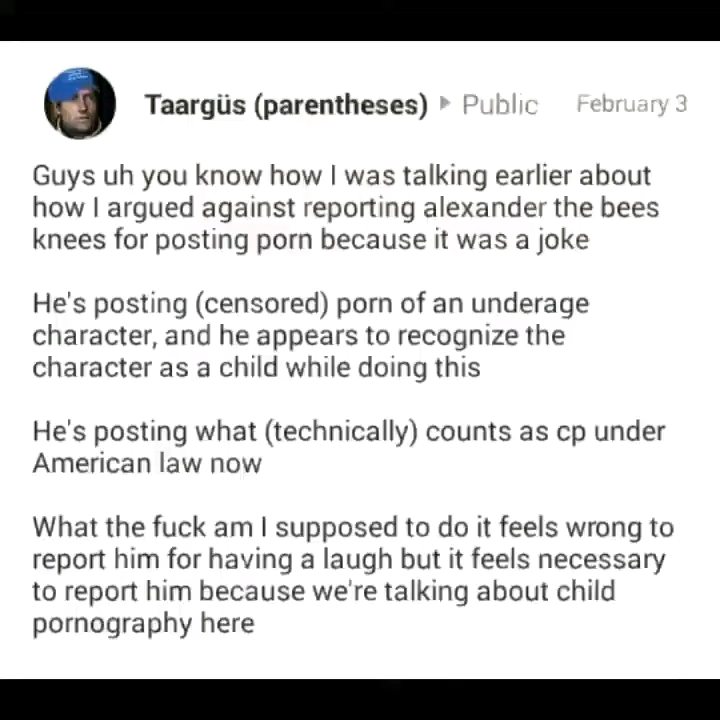 Taargüs (parentheses) ▸ Public February 3
Guys uh you know how I was talking earlier about
how I argued against reporting alexander the bees
knees for posting porn because it was a joke
He's posting (censored) porn of an underage
character, and he appears to recognize the
character as a child while doing this
He's posting what (technically) counts as cp under
American law now
What the fuck am I supposed to do it feels wrong to
report him for having a laugh but it feels necessary
to report him because we're talking about child
pornography here